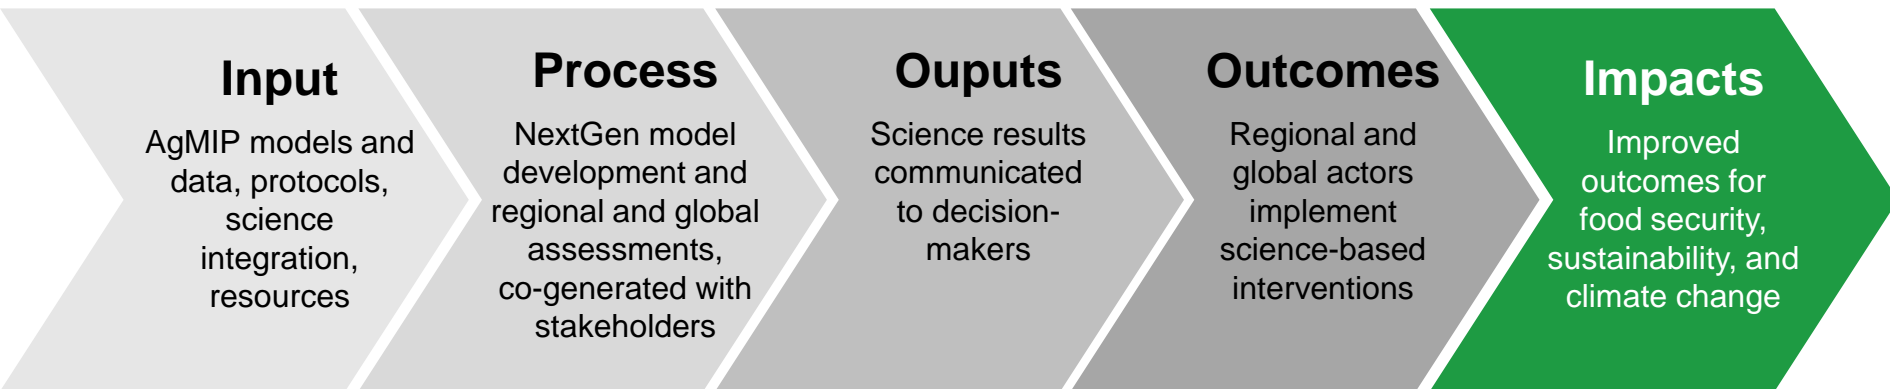 Input
AgMIP models and
data, protocols,
science
integration,
resources
Process
NextGen model
development and
regional and global
assessments,
co-generated with
stakeholders
Ouputs
Science results
communicated
to decision-
makers
Outcomes
Regional and
global actors
implement
science-based
interventions
Impacts
Improved
outcomes for
food security,
sustainability, and
climate change